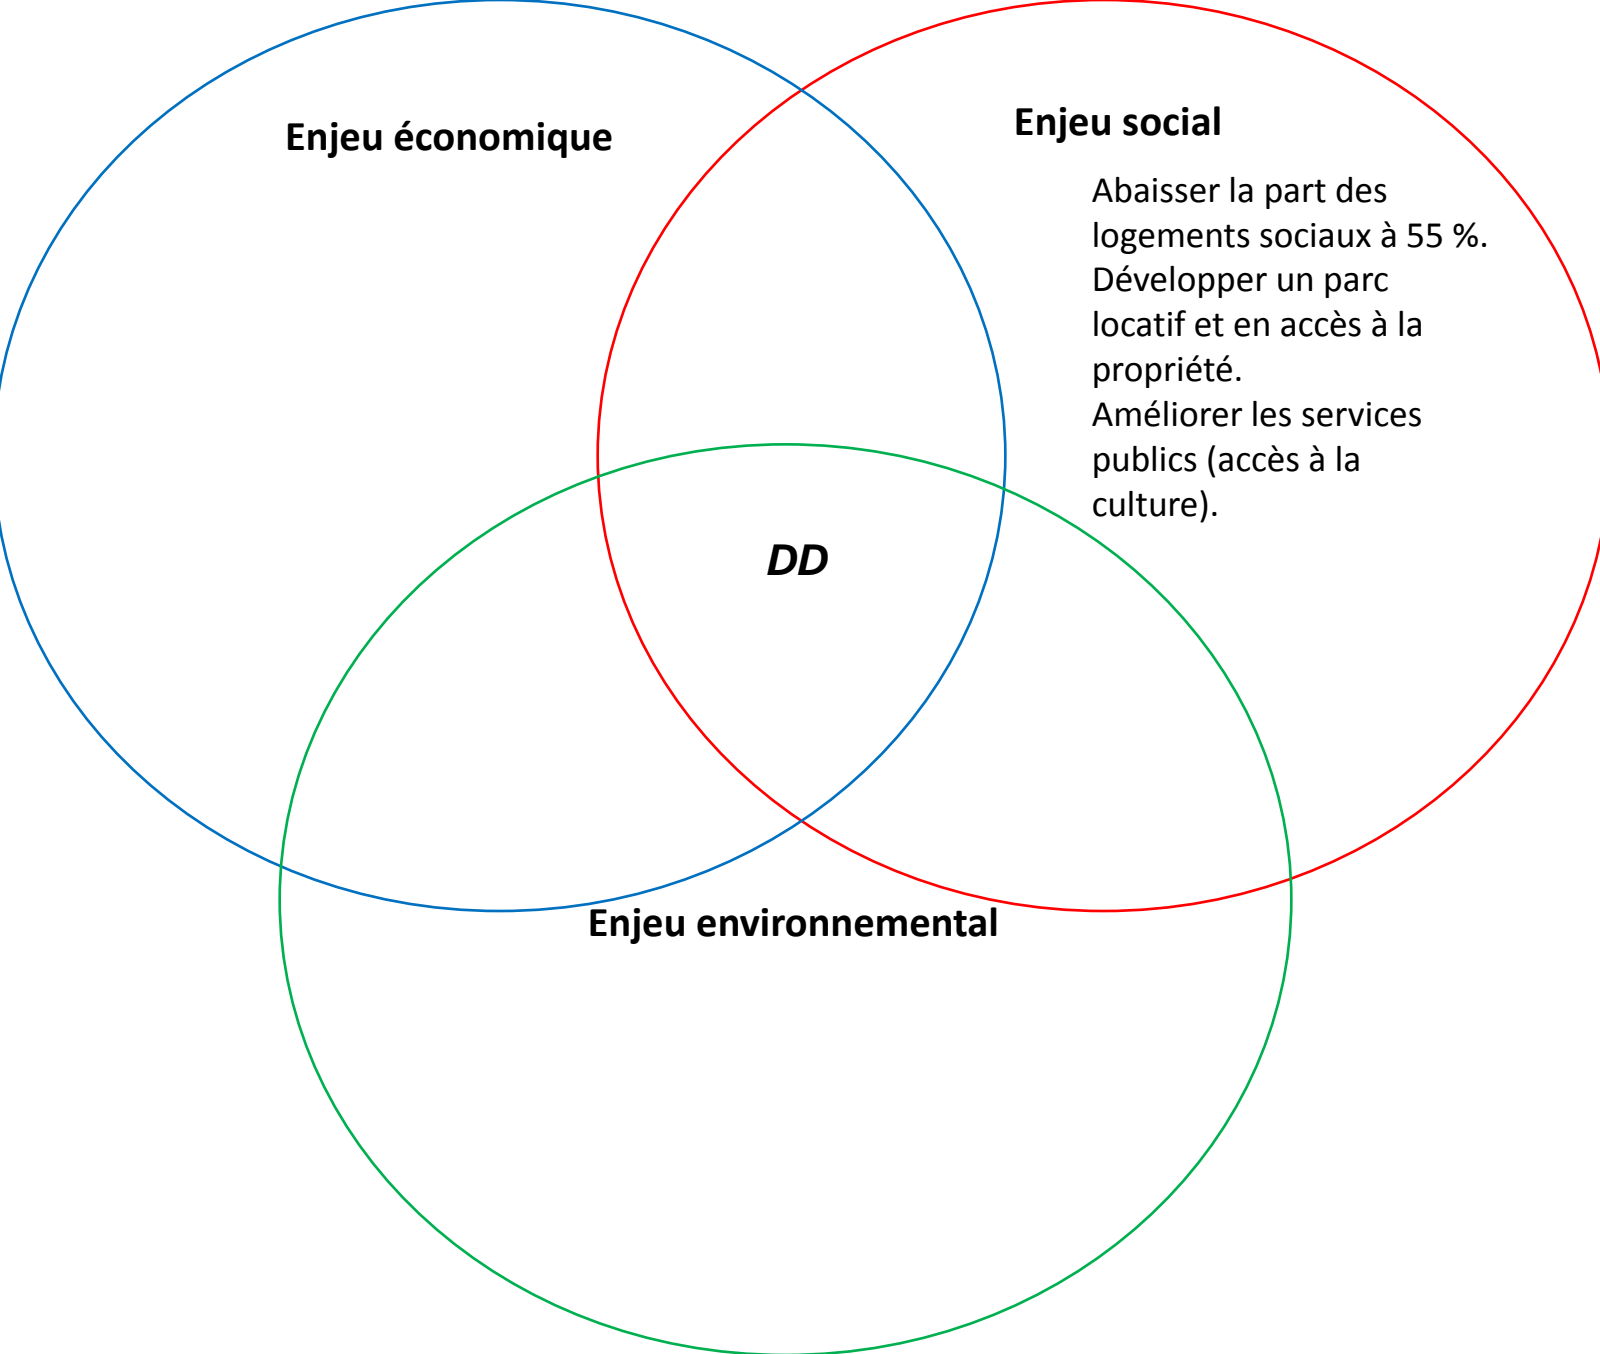 Enjeu économique
Enjeu social
Abaisser la part des
logements sociaux à 55 %.
Développer un parc
locatif et en accès à la
propriété.
Améliorer les services
publics (accès à la
culture).
DD
Enjeu environnemental